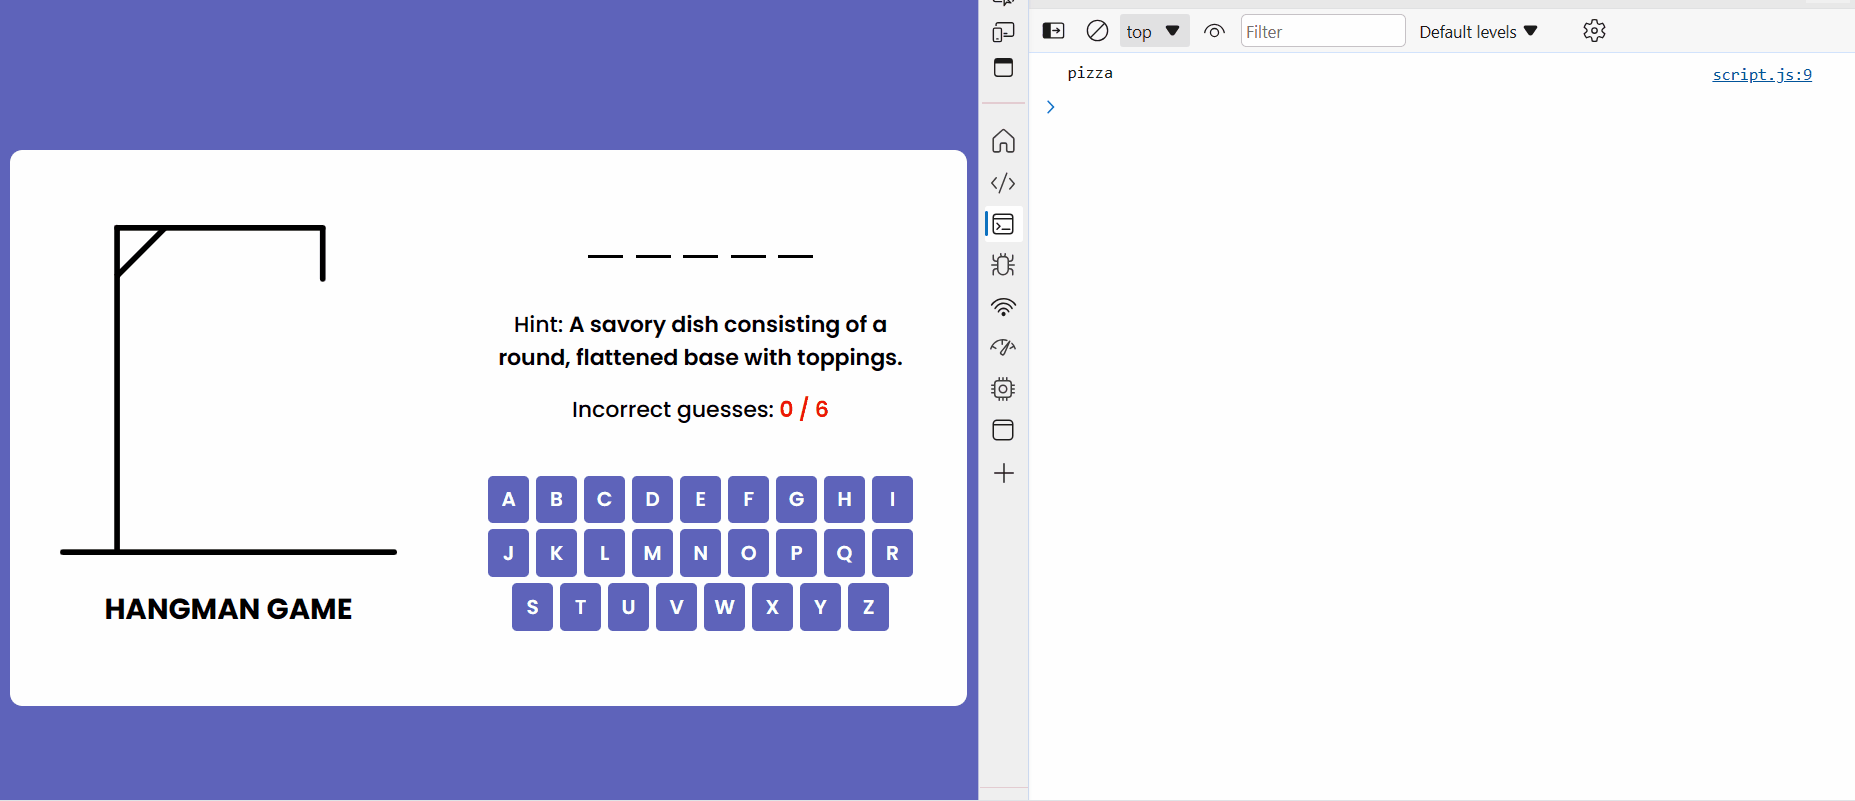 top
Filter
Default levels
pizza
script.js:9
Hint: A savory dish consisting of a
round, flattened base with toppings.
Incorrect guesses: 0 / 6
A B C D E F G H I
J K L M N O P Q R
S T U V W X Y Z
HANGMAN GAME